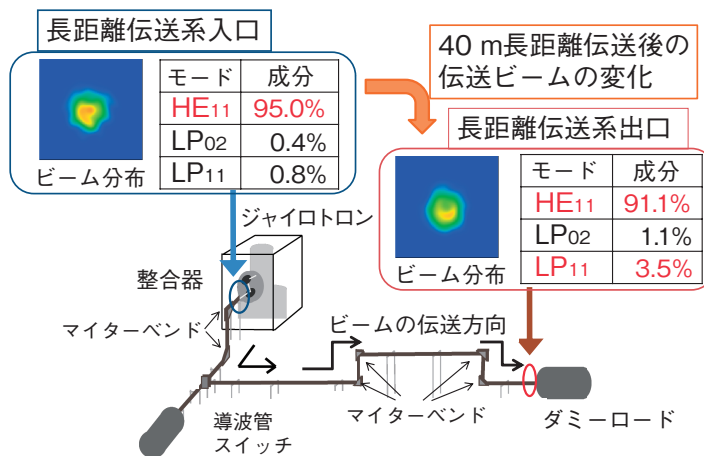 長距離伝送系入口
モード 成分
HE11 95.0%
LP02 0.4%
LP11 0.8%
ビーム分布
40 m長距離伝送後の
伝送ビームの変化
長距離伝送系出口
モード 成分
HE11 91.1%
LP02 1.1%
LP11 3.5%
ビーム分布
ジャイロトロン
整合器
マイターベンド
ビームの伝送方向
マイターベンド
導波管
スイッチ
ダミーロード